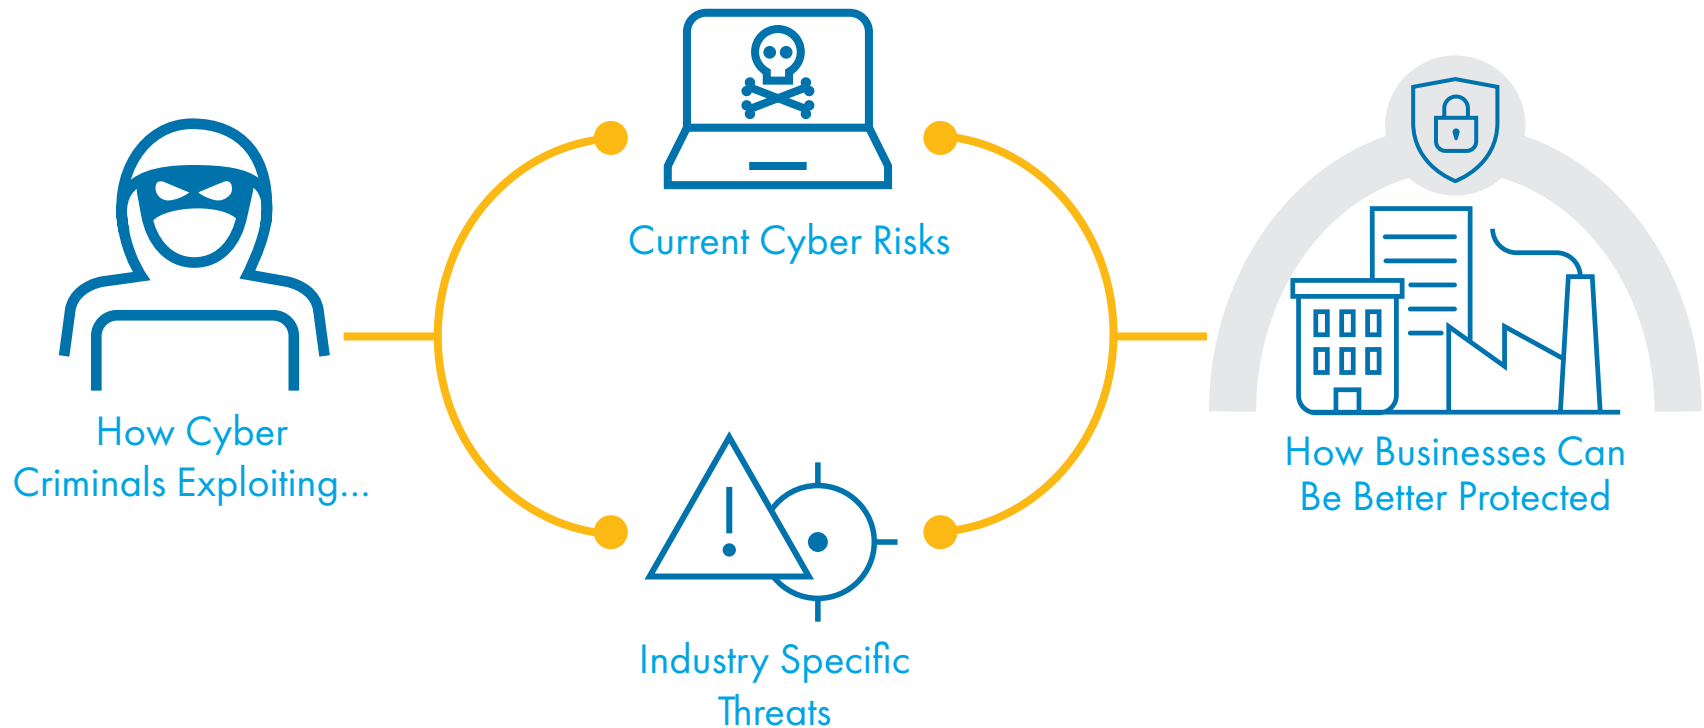 How Cyber
Criminals Exploiting...
Current Cyber Risks
Industry Specific
Threats
How Businesses Can
Be Better Protected